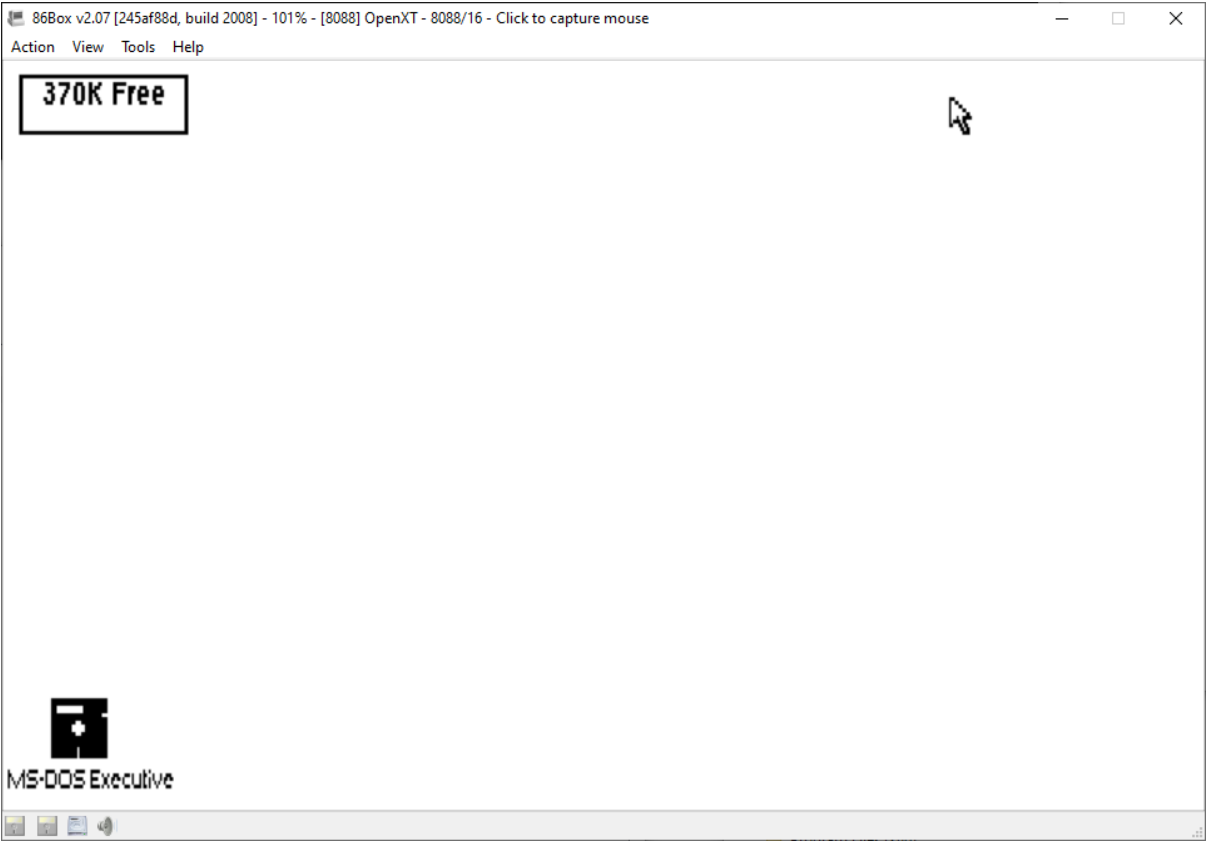 86Box v2.07 [245af88d, build 2008] - 101% - [8088] OpenXT - 8088/16 - Click to capture mouse
Action View Tools Help
370K Free
MS-DOS Executive